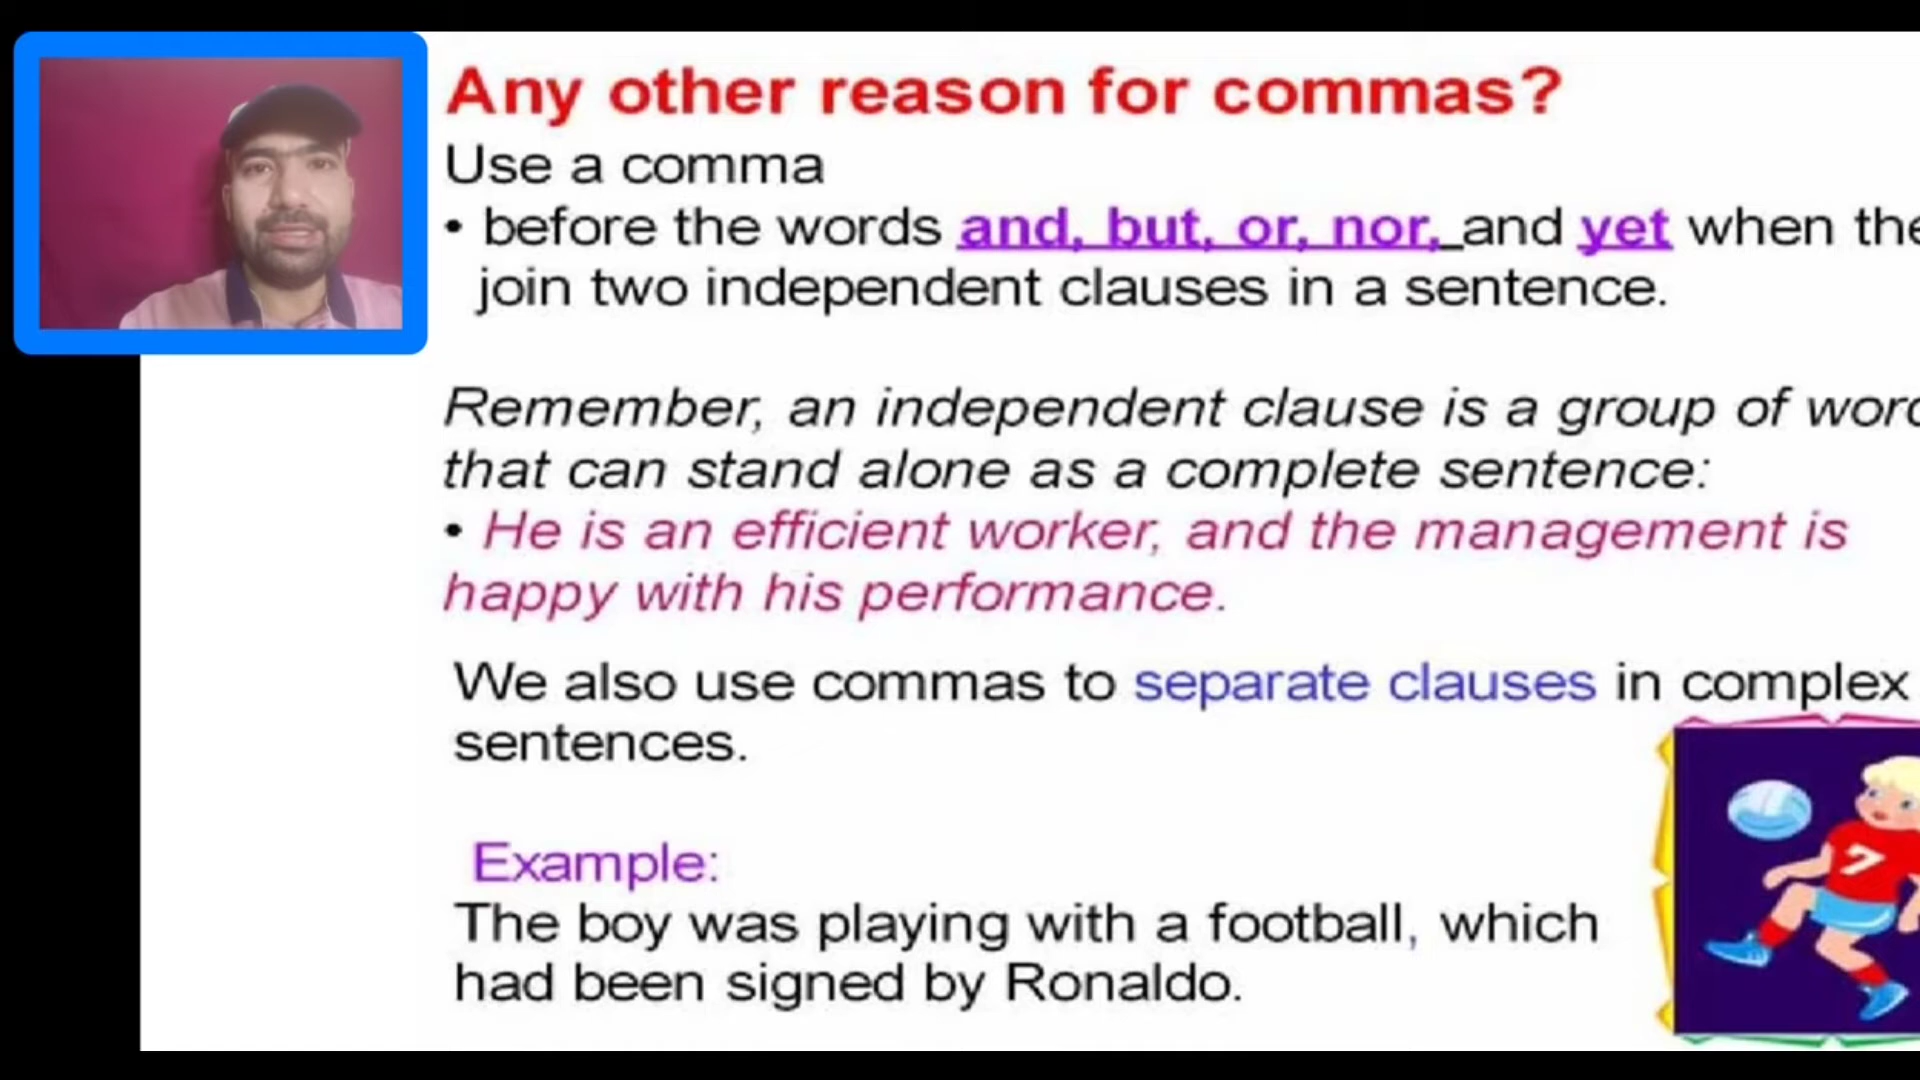 Any other reason for commas?
Use a comma
• before the words and, but, or, nor, and yet when the
join two independent clauses in a sentence.
Remember, an independent clause is a group of word
that can stand alone as a complete sentence:
• He is an efficient worker, and the management is
happy with his performance.
We also use commas to separate clauses in complex
sentences.
Example:
The boy was playing with a football, which
had been signed by Ronaldo.
7